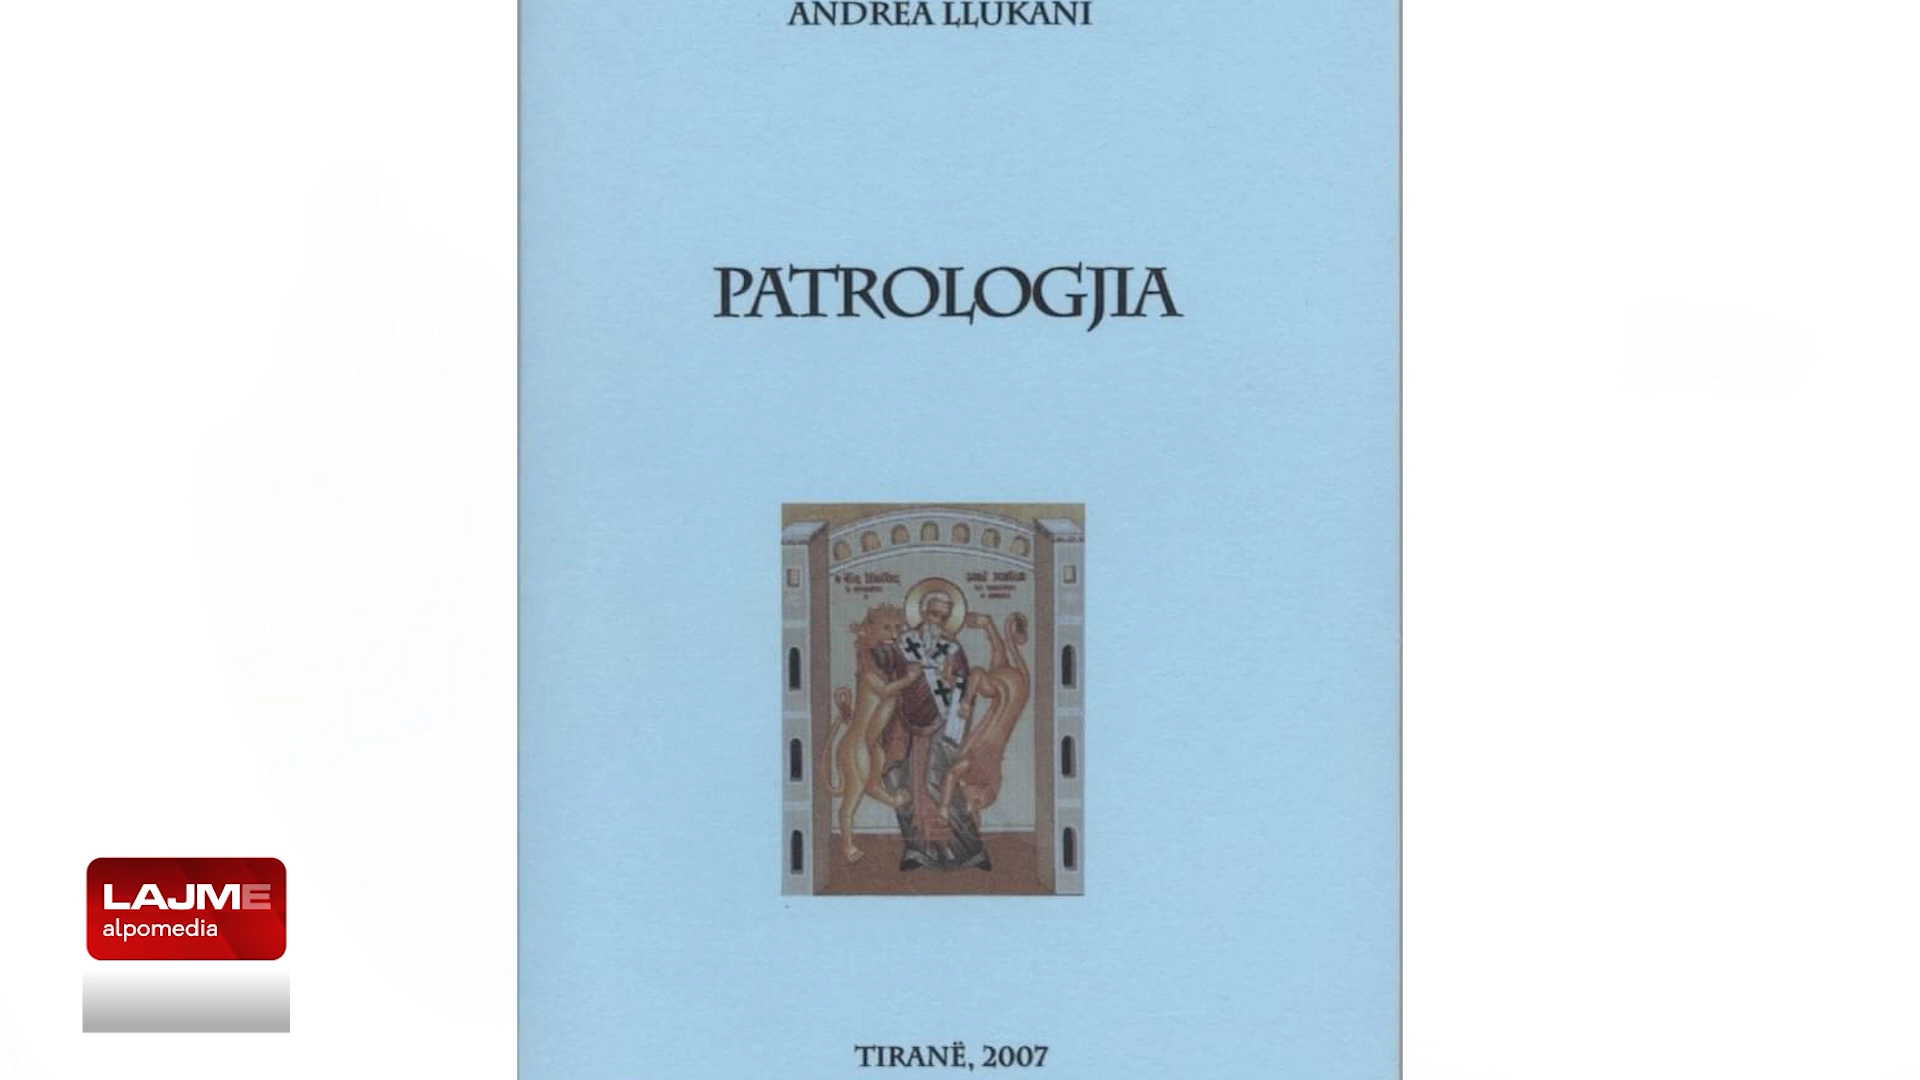 ANDREA LLUKANI
PATROLOGJIA
TIRANË, 2007
LAJME
alpomedia